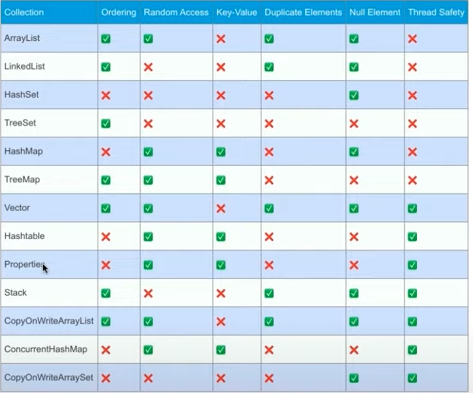 Collection Ordering Random Access Key-Value Duplicate Elements Null Element Thread Safety
ArrayList ✅ ✅ ❌ ✅ ✅ ❌
LinkedList ✅ ❌ ❌ ✅ ✅ ❌
HashSet ❌ ❌ ❌ ❌ ✅ ❌
TreeSet ✅ ❌ ❌ ❌ ❌ ❌
HashMap ❌ ✅ ✅ ❌ ✅ ❌
TreeMap ✅ ✅ ✅ ❌ ❌ ❌
Vector ✅ ✅ ❌ ✅ ✅ ✅
Hashtable ❌ ✅ ✅ ❌ ❌ ✅
Properties ❌ ✅ ✅ ❌ ❌ ✅
Stack ✅ ❌ ❌ ✅ ✅ ✅
CopyOnWriteArrayList ✅ ✅ ❌ ✅ ✅ ✅
ConcurrentHashMap ❌ ✅ ✅ ❌ ❌ ✅
CopyOnWriteArraySet ❌ ❌ ❌ ❌ ✅ ✅